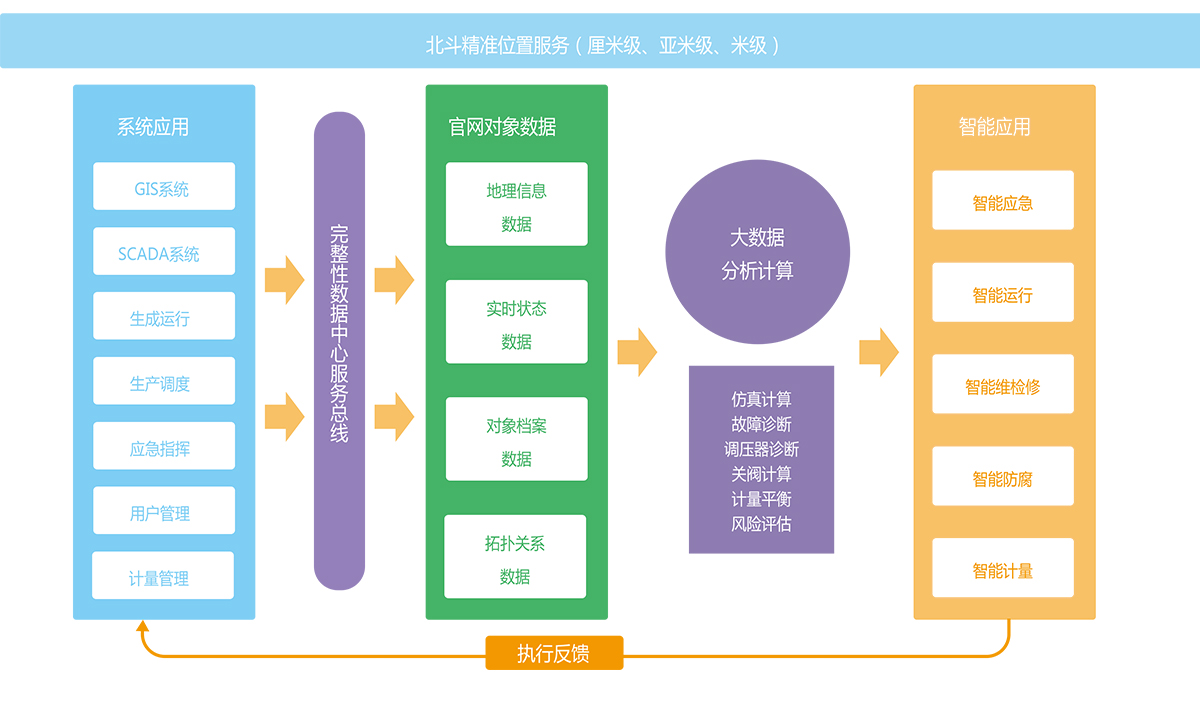 北斗精准位置服务（厘米级、亚米级、米级）
系统应用
GIS系统
SCADA系统
生成运行
生产调度
应急指挥
用户管理
计量管理
完整性数据中心服务总线
官网对象数据
地理信息
数据
实时状态
数据
对象档案
数据
拓扑关系
数据
大数据
分析计算
仿真计算
故障诊断
调压器诊断
关阀计算
计量平衡
风险评估
智能应用
智能应急
智能运行
智能维检修
智能防腐
智能计量
执行反馈